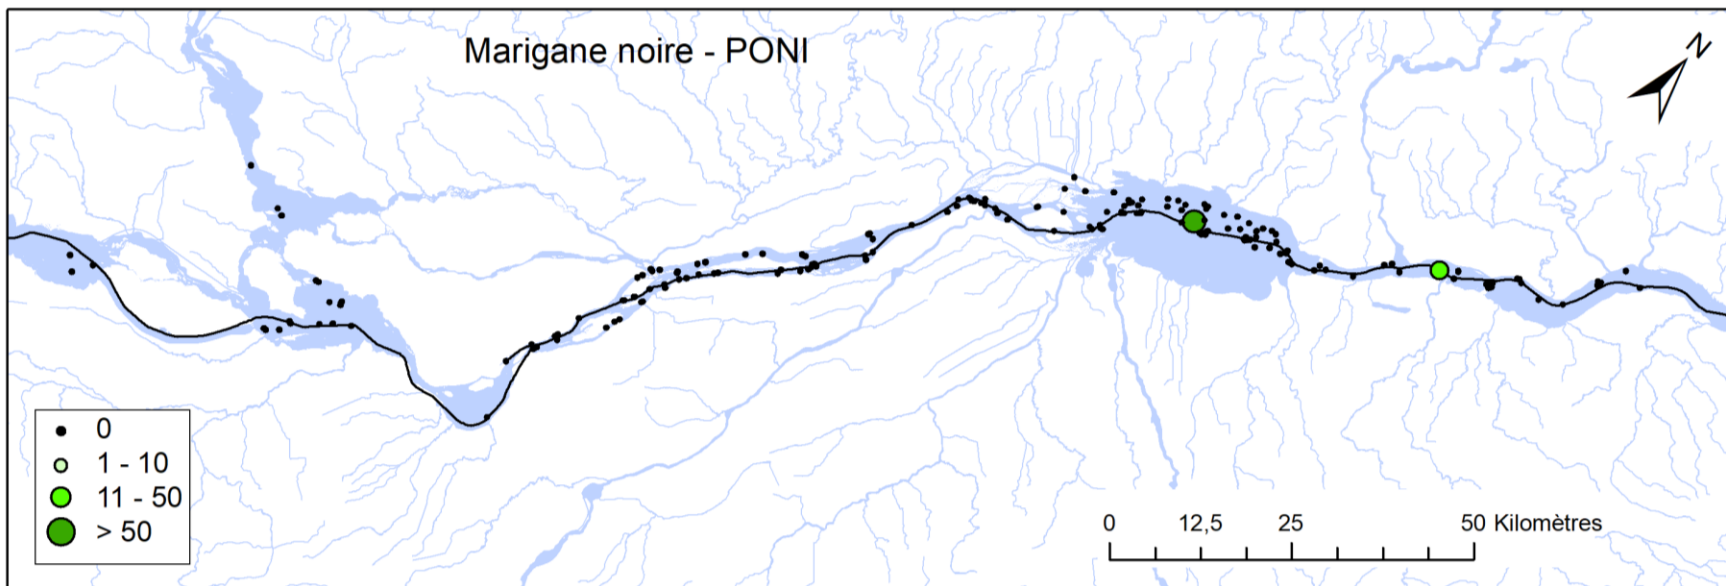 Marigane noire - PONI
N
0
1 - 10
11 - 50
> 50
0 12,5 25 50 Kilomètres